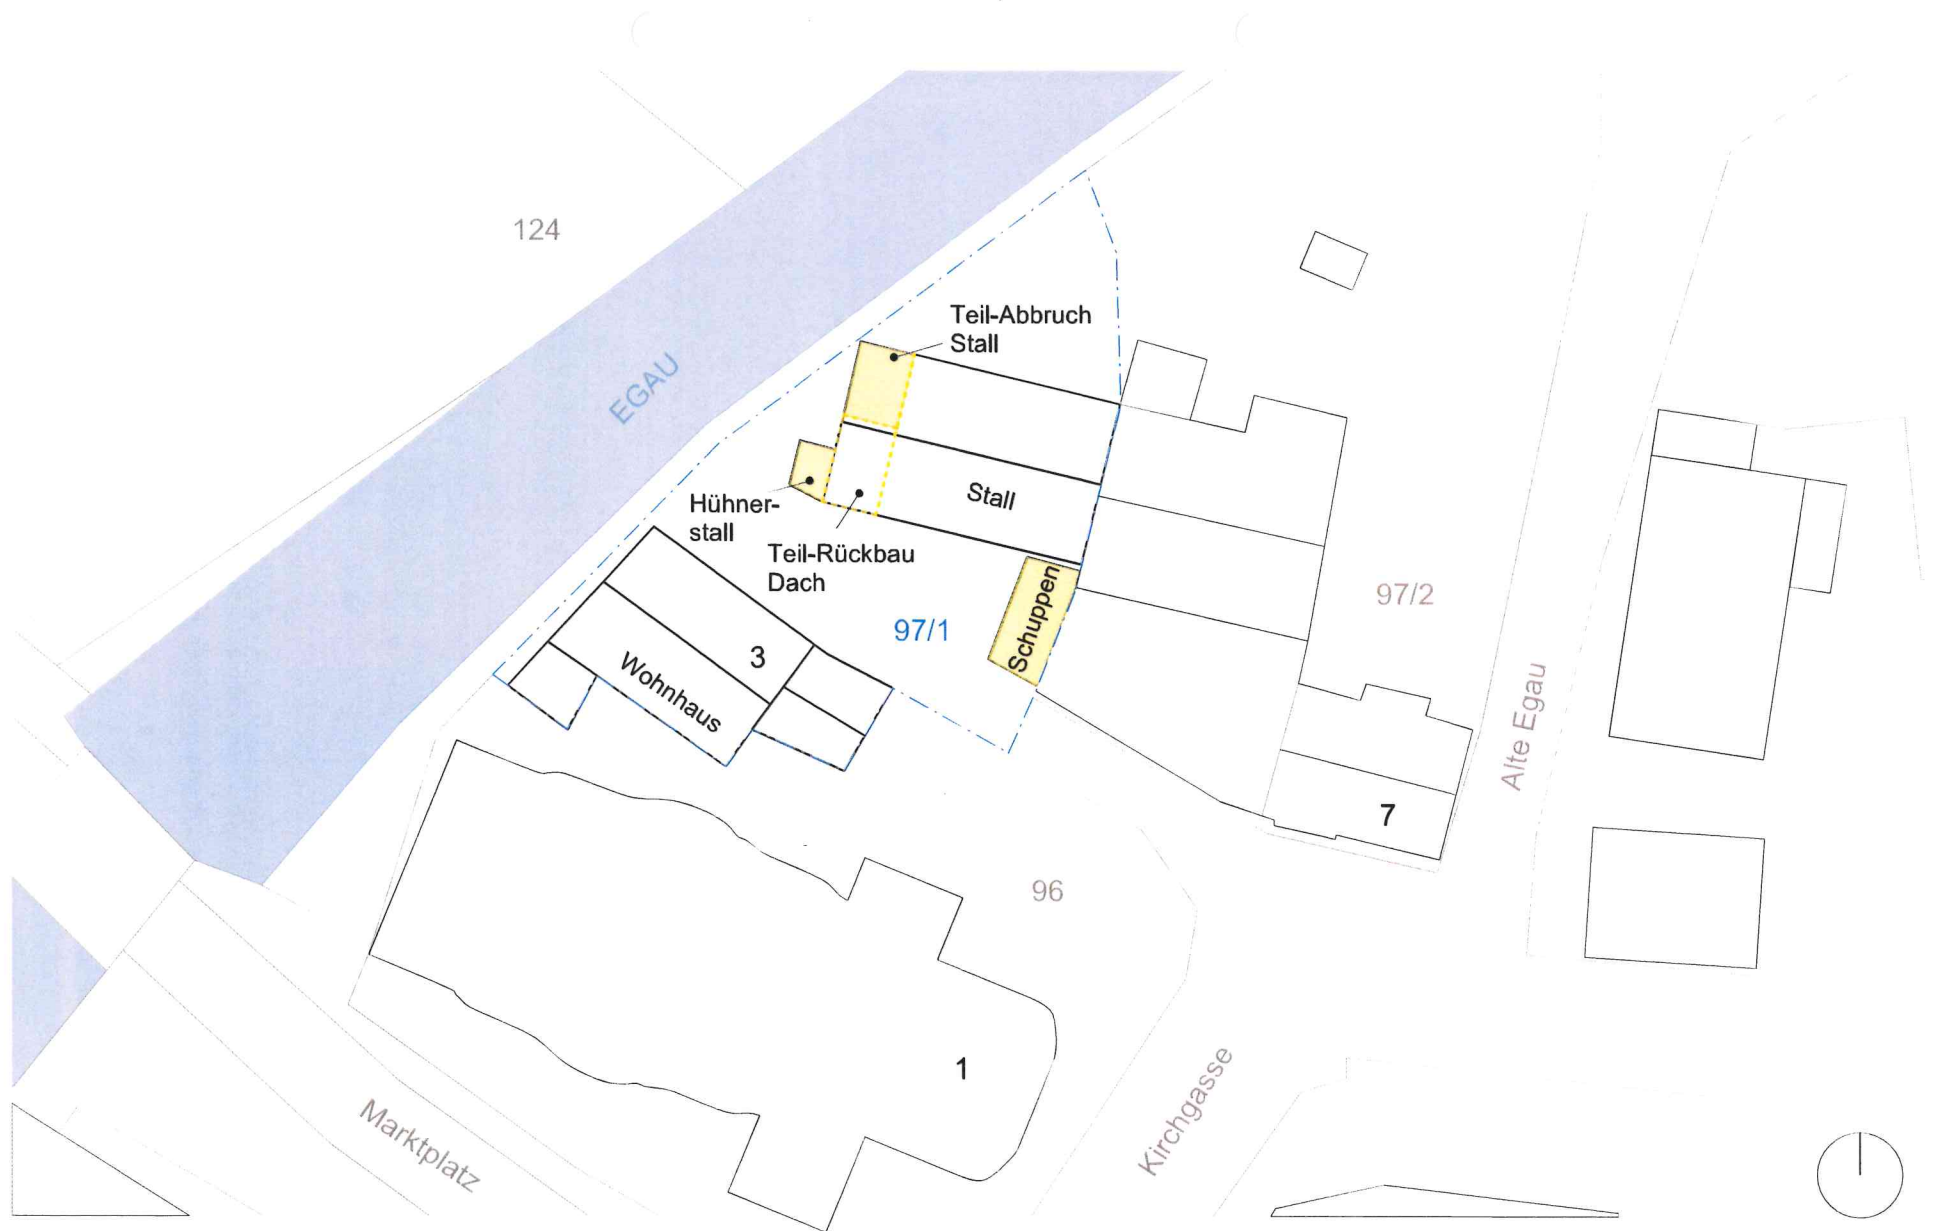 124
EGAU
Teil-Abbruch
Stall
Hühner-
stall
Teil-Rückbau
Dach
Stall
Schuppen
97/1
97/2
3
Wohnhaus
Alte Egau
7
96
1
Marktplatz
Kirchgasse